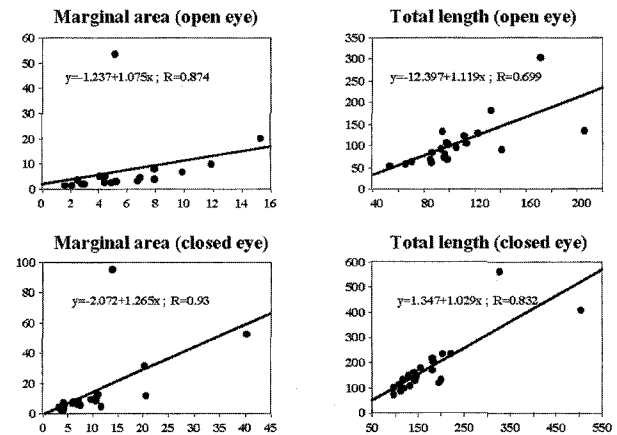 Marginal area (open eye)
60
50
40
30
20
10
0
y=-1.237+1.075x ; R=0.874
0 2 4 6 8 10 12 14 16
Total length (open eye)
350
300
250
200
150
100
50
0
y=-12.397+1.119x ; R=0.699
40 80 120 160 200
Marginal area (closed eye)
100
80
60
40
20
0
y=-2.072+1.265x ; R=0.93
0 5 10 15 20 25 30 35 40 45
Total length (closed eye)
600
500
400
300
200
100
0
y=1.347+1.029x ; R=0.832
50 150 250 350 450 550